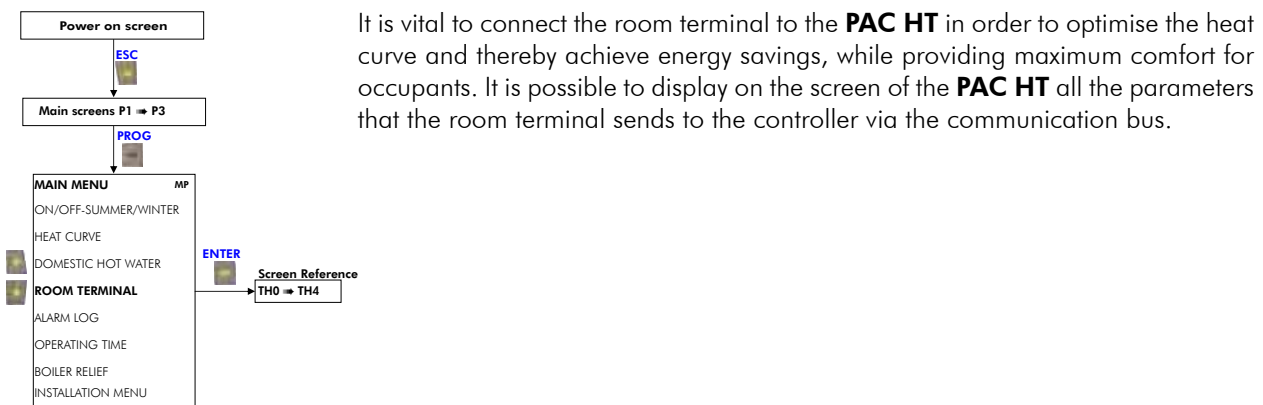 Power on screen
ESC
Main screens P1 ➠ P3
PROG
MAIN MENU MP
ON/OFF-SUMMER/WINTER
HEAT CURVE
DOMESTIC HOT WATER
ROOM TERMINAL
ALARM LOG
OPERATING TIME
BOILER RELIEF
INSTALLATION MENU
ENTER
Screen Reference
TH0 ➠ TH4
It is vital to connect the room terminal to the PAC HT in order to optimise the heat
curve and thereby achieve energy savings, while providing maximum comfort for
occupants. It is possible to display on the screen of the PAC HT all the parameters
that the room terminal sends to the controller via the communication bus.